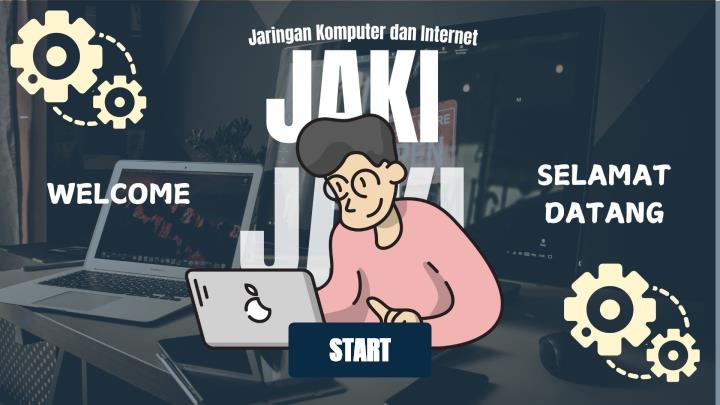 Jaringan Komputer dan Internet
JAKI
JAKI
WELCOME
SELAMAT
DATANG
START